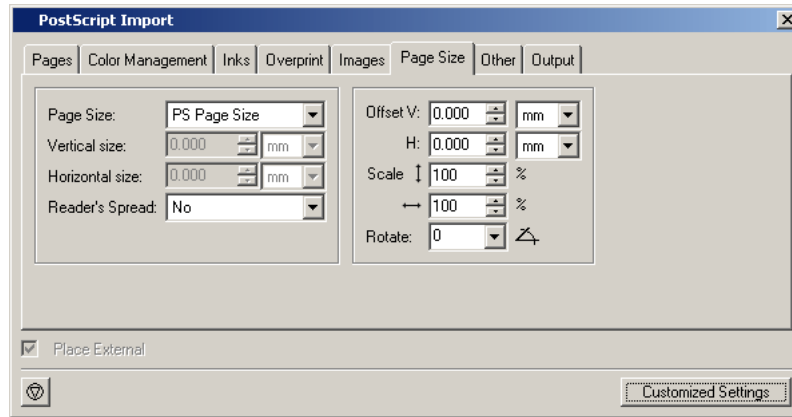 PostScript Import
Pages Color Management Inks Overprint Images Page Size Other Output
Page Size: PS Page Size
Vertical size: 0.000 mm
Horizontal size: 0.000 mm
Reader's Spread: No
Offset V: 0.000 mm
H: 0.000 mm
Scale 100 %
100 %
Rotate: 0
Place External
Customized Settings